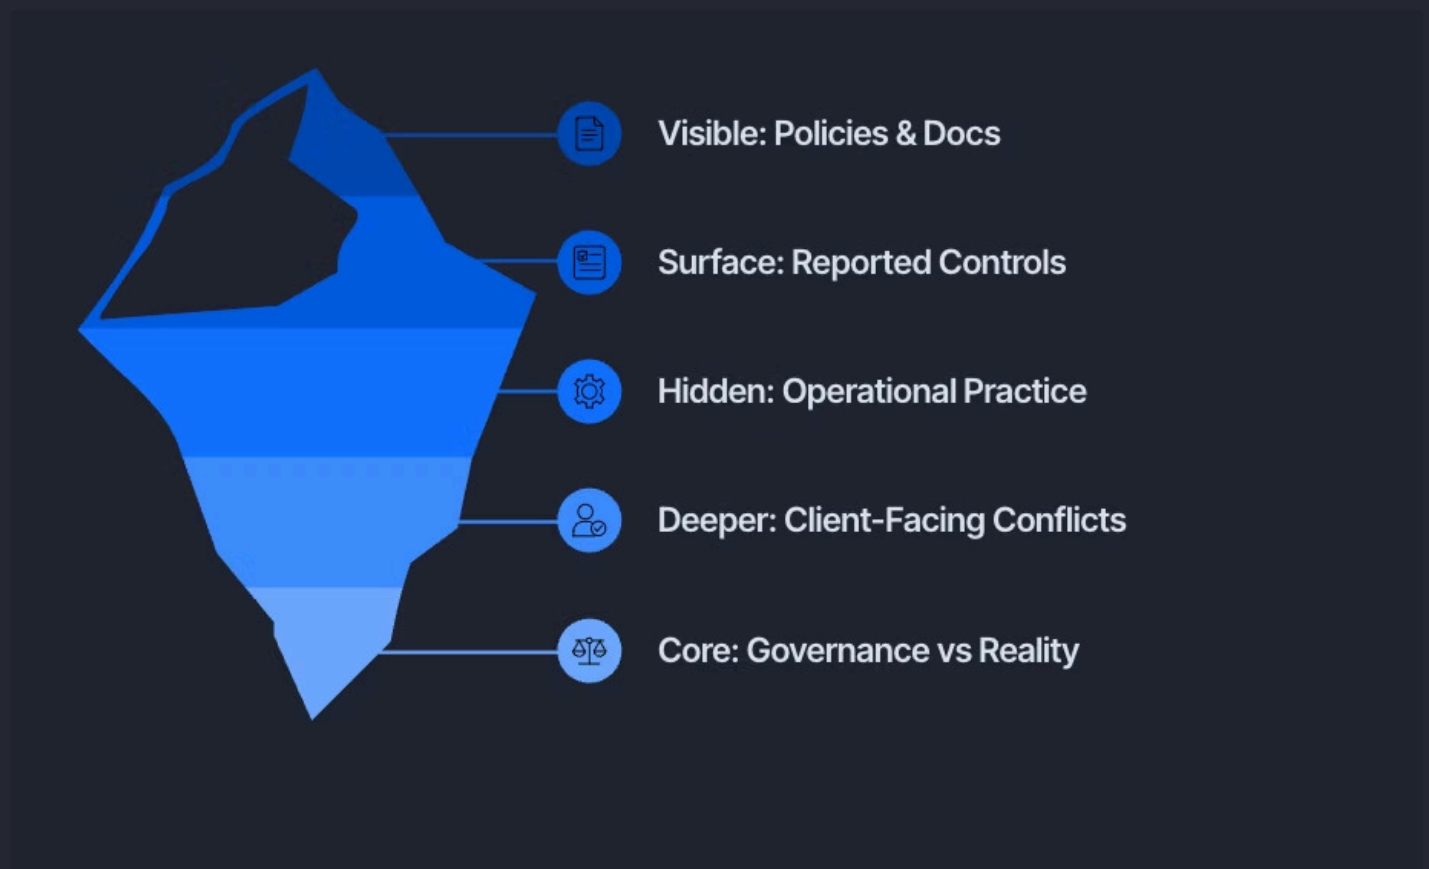 Visible: Policies & Docs
Surface: Reported Controls
Hidden: Operational Practice
Deeper: Client-Facing Conflicts
Core: Governance vs Reality